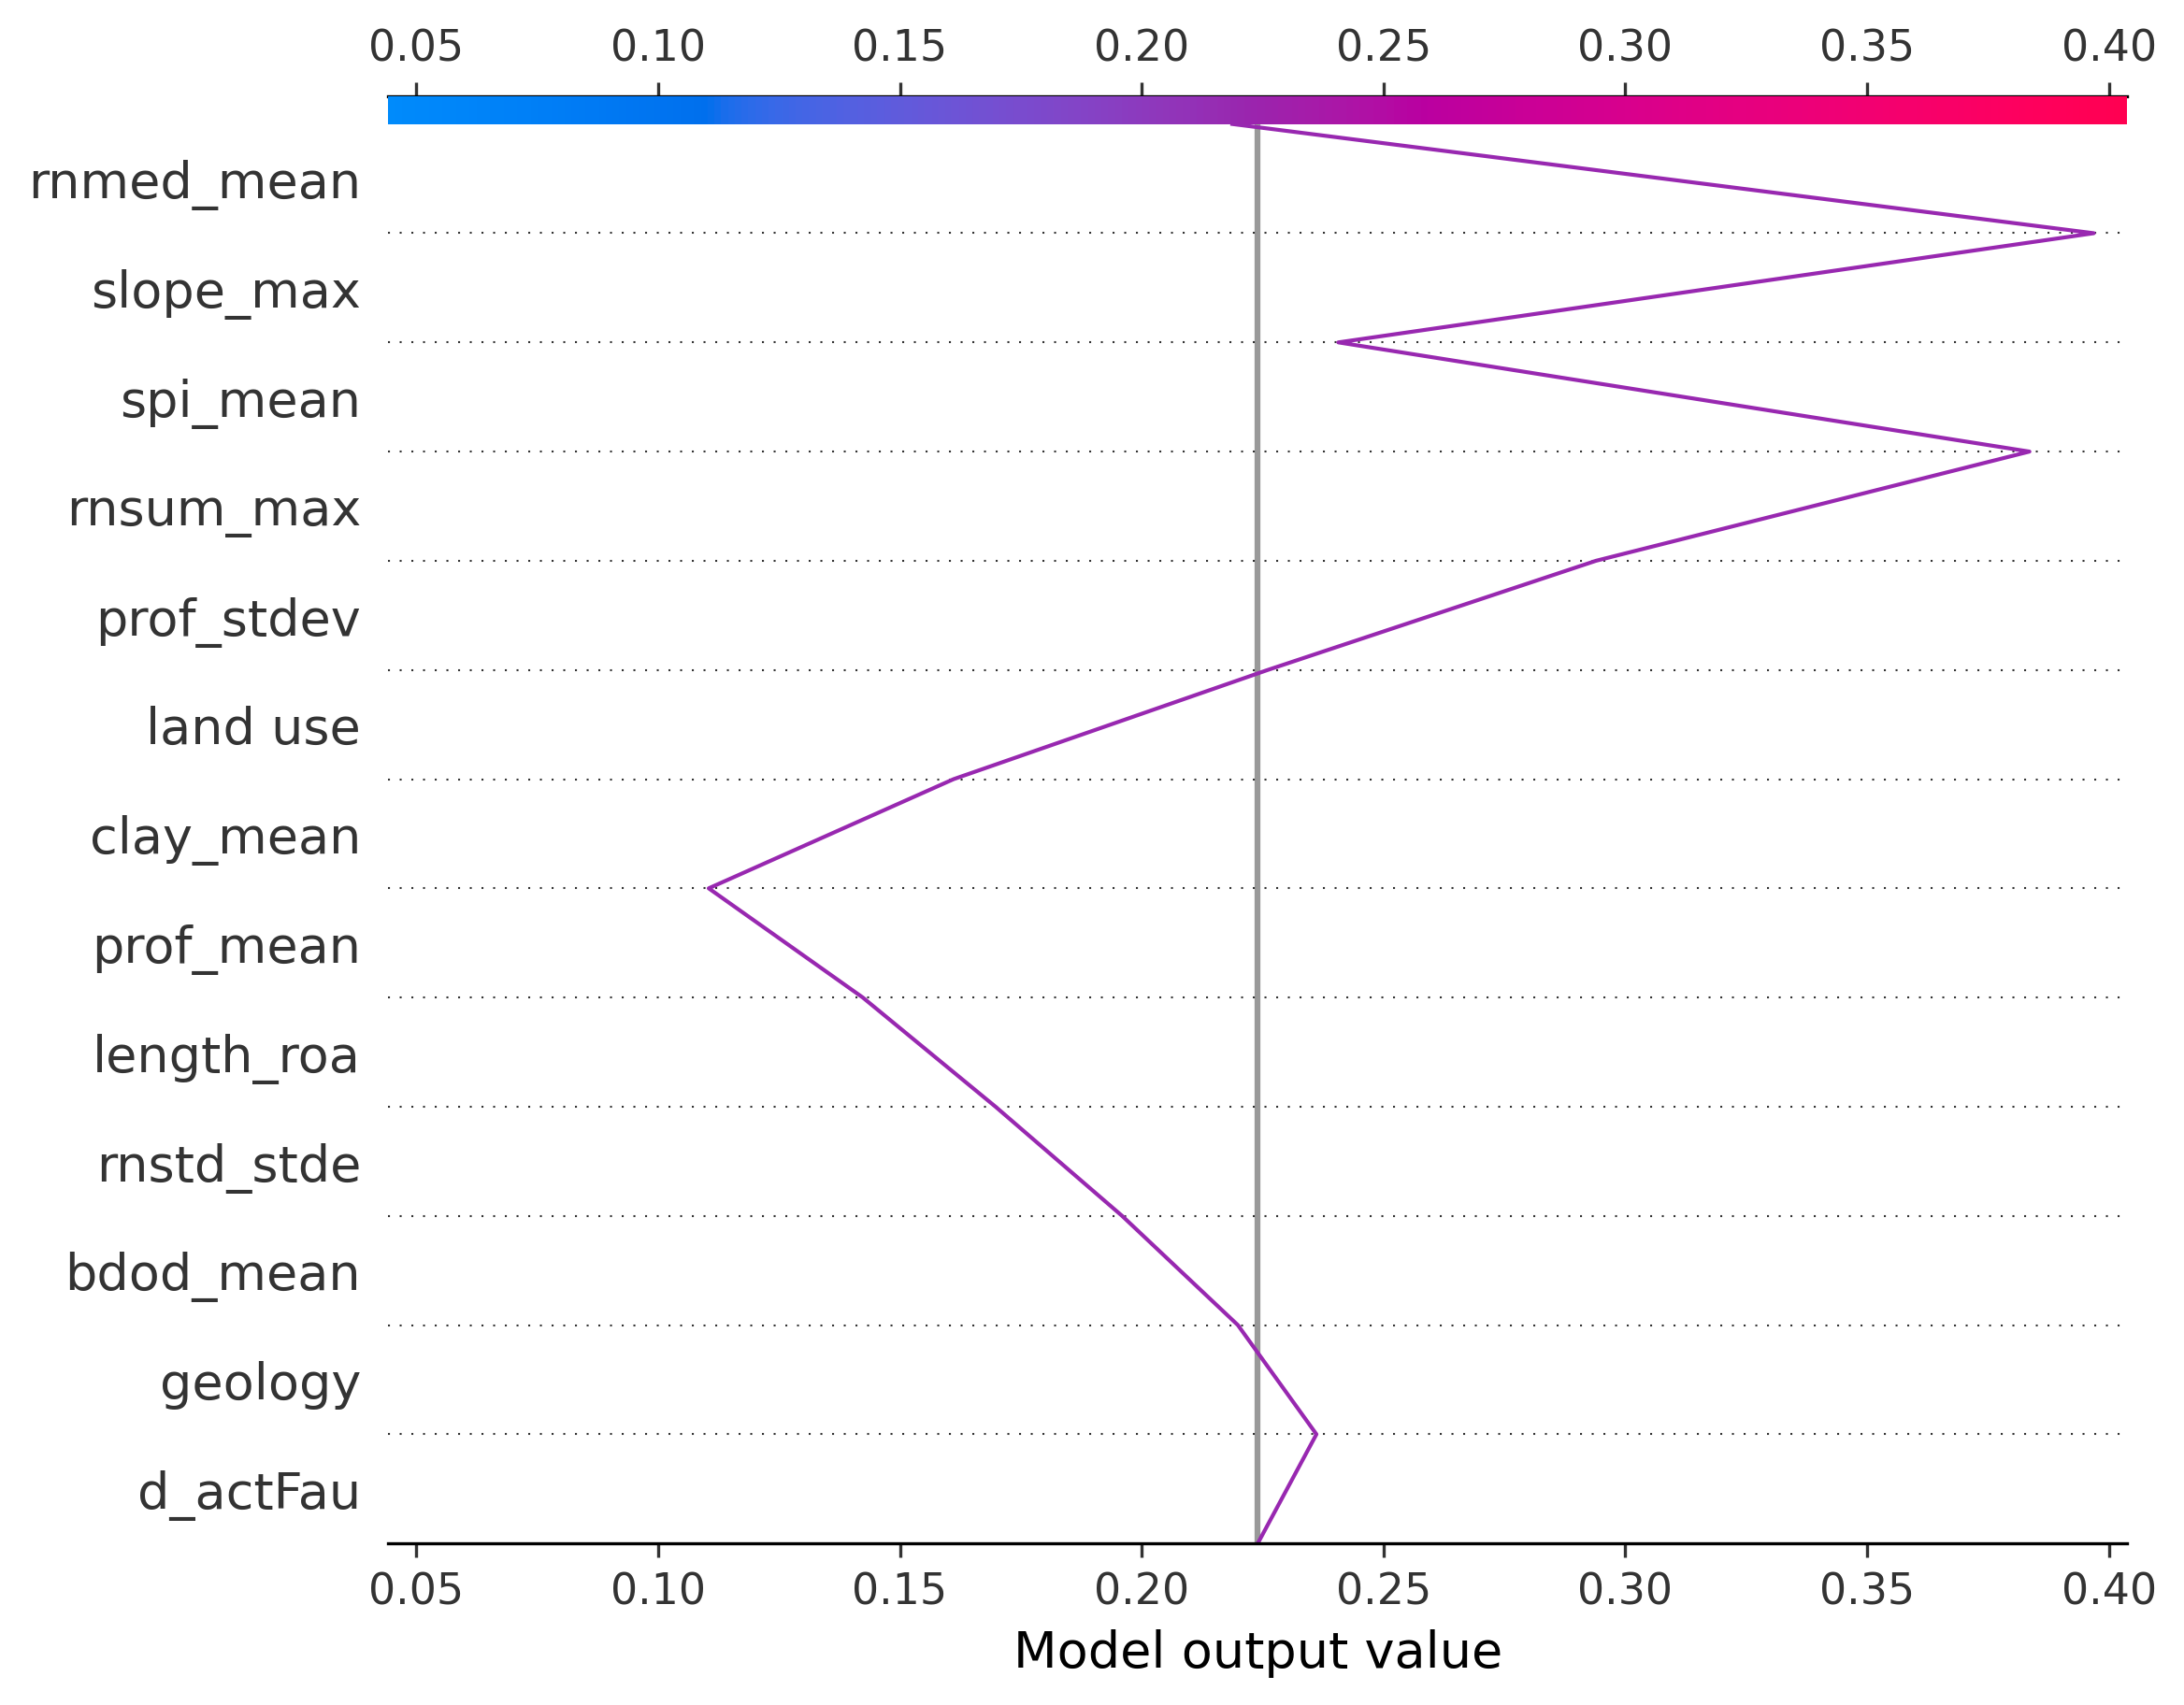 0.05 0.10 0.15 0.20 0.25 0.30 0.35 0.40
rnmed_mean
slope_max
spi_mean
rnsum_max
prof_stdev
land use
clay_mean
prof_mean
length_roa
rnstd_stde
bdod_mean
geology
d_actFau
0.05 0.10 0.15 0.20 0.25 0.30 0.35 0.40
Model output value